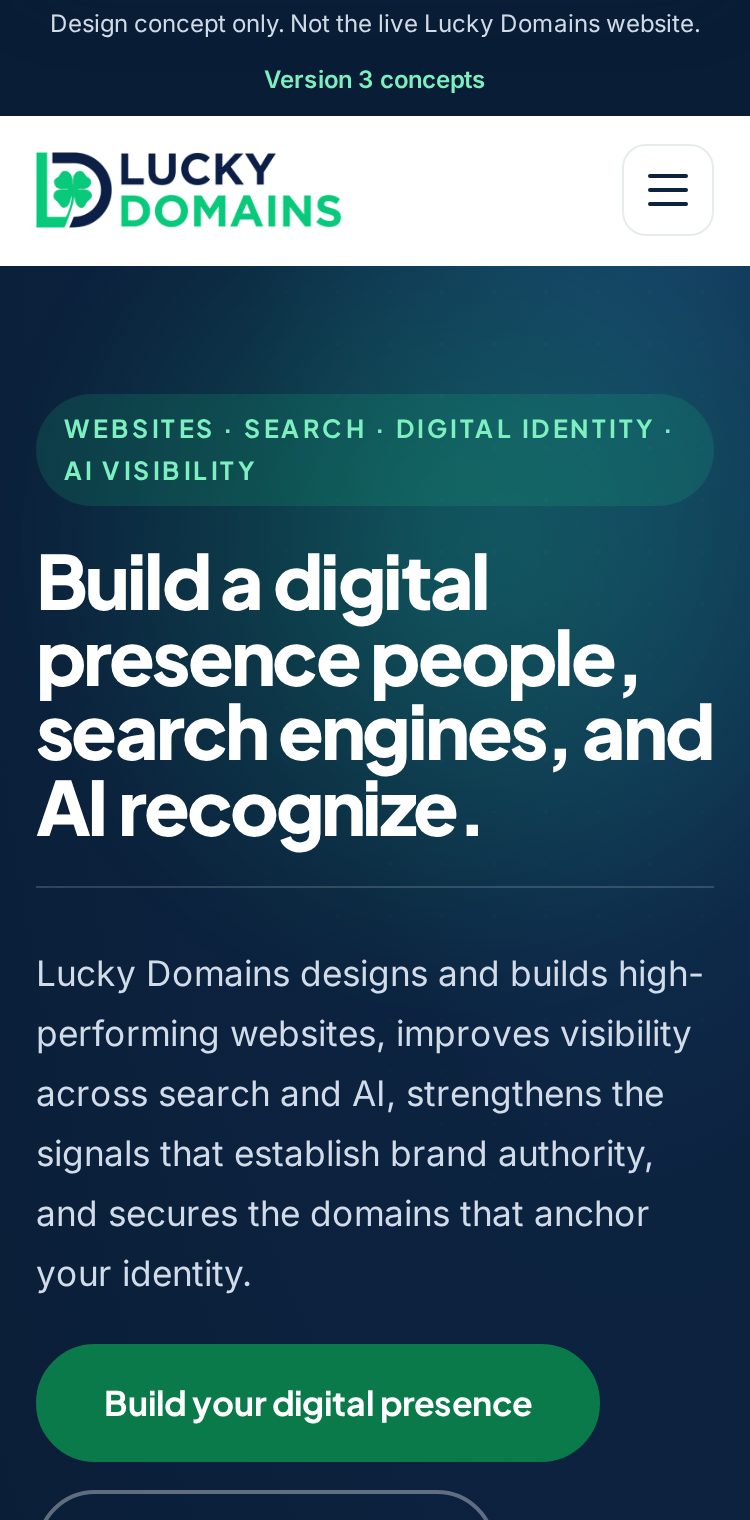 Design concept only. Not the live Lucky Domains website.
Version 3 concepts
LUCKY
DOMAINS
WEBSITES · SEARCH · DIGITAL IDENTITY ·
AI VISIBILITY
Build a digital
presence people,
search engines, and
AI recognize.
Lucky Domains designs and builds high-
performing websites, improves visibility
across search and AI, strengthens the
signals that establish brand authority,
and secures the domains that anchor
your identity.
Build your digital presence